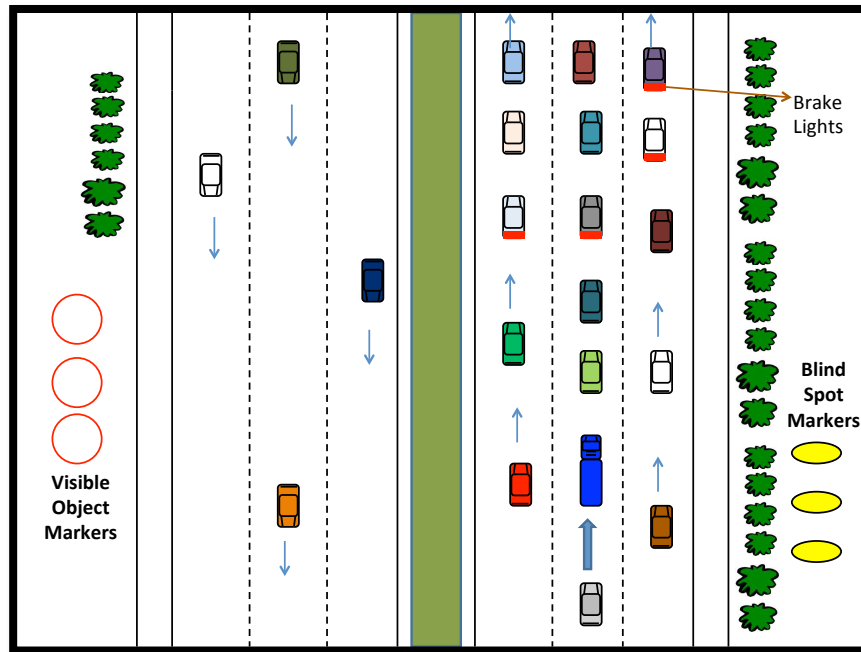 Brake
Lights
Blind
Spot
Markers
Visible
Object
Markers